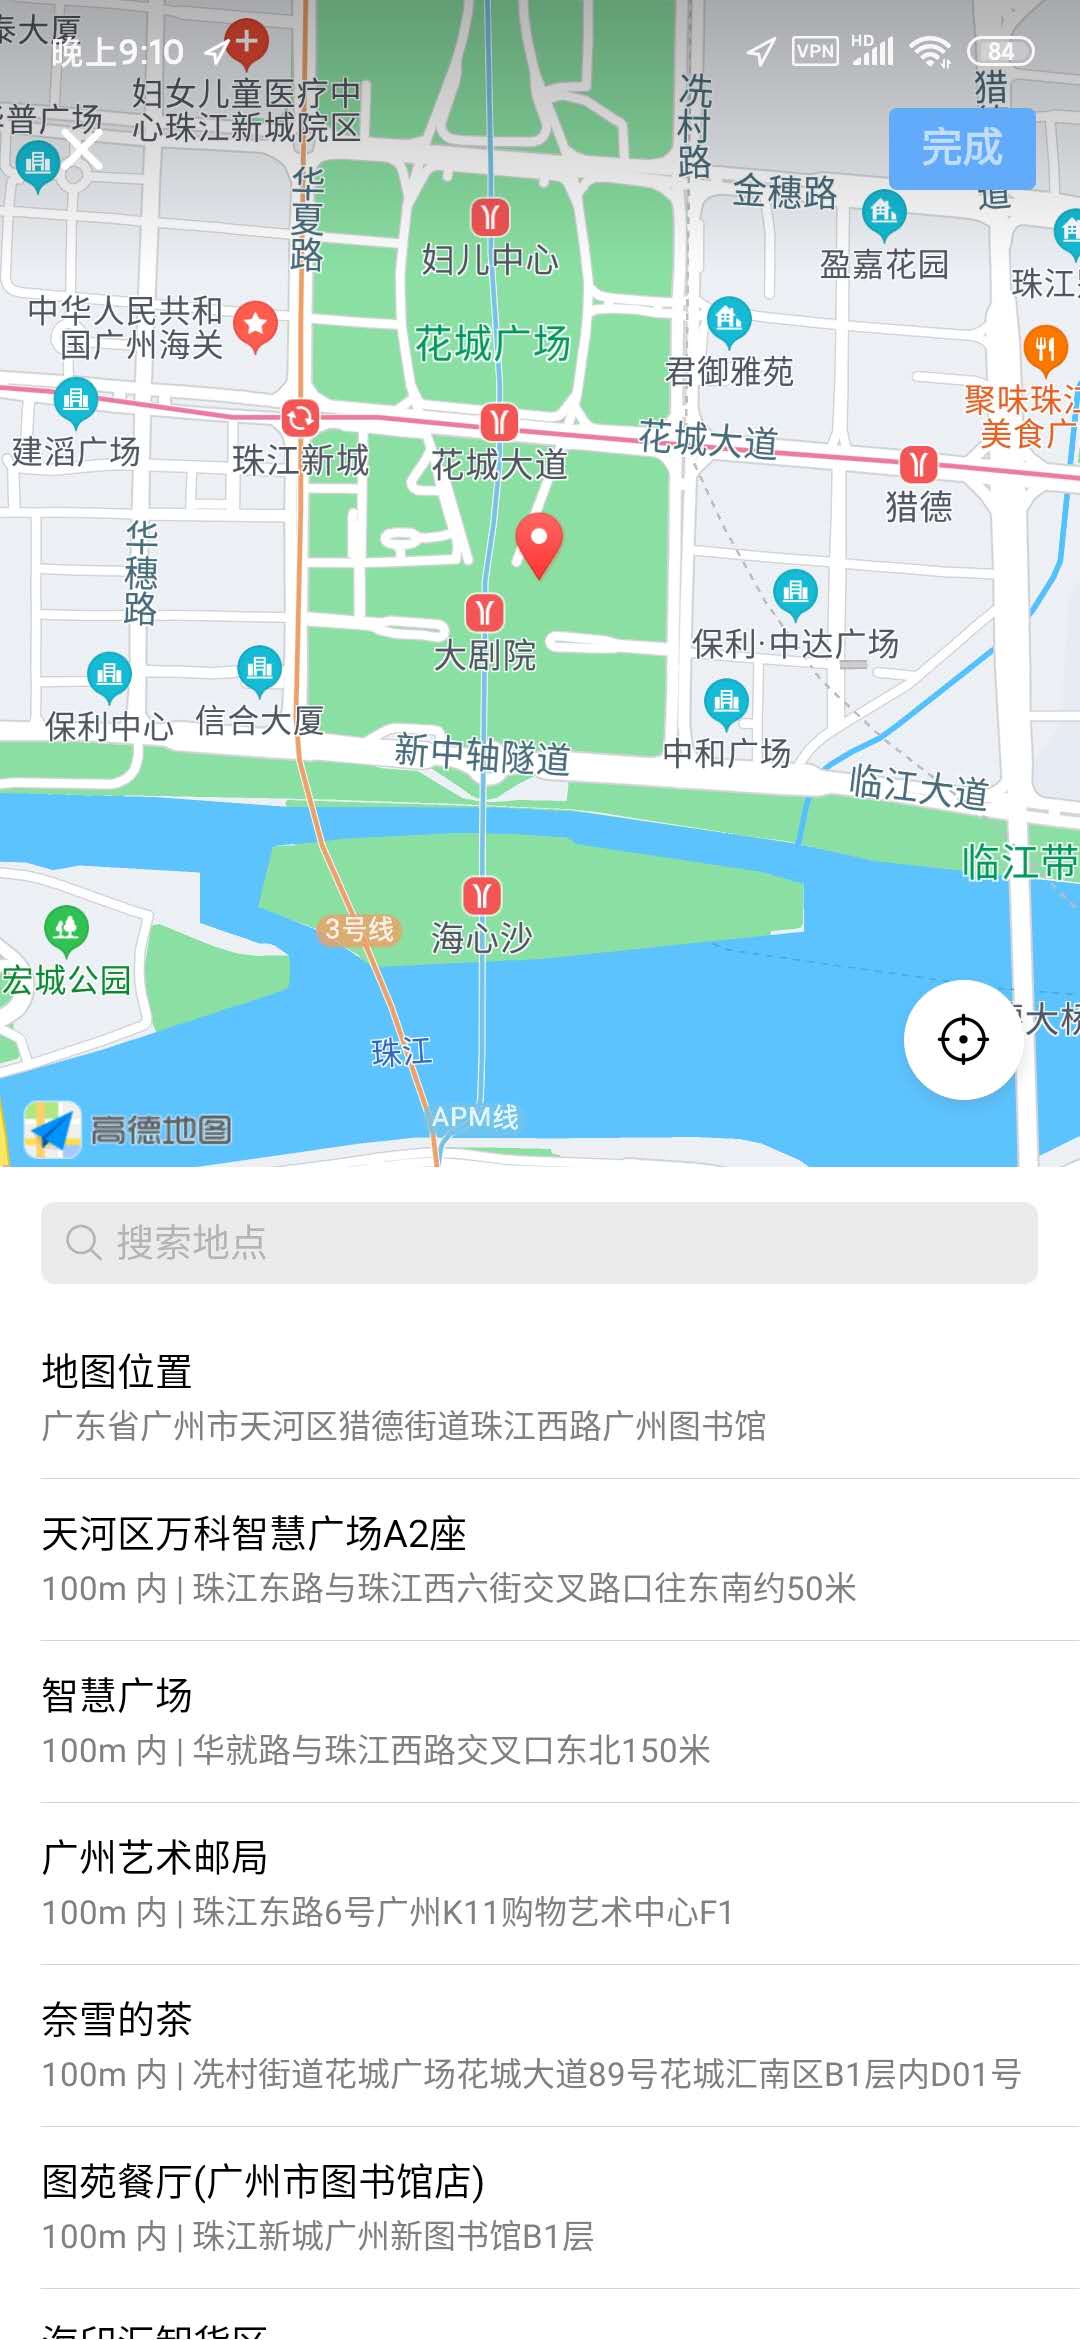 泰大厦
晚上9:10
VPN
HD
84
妇女儿童医疗中
心珠江新城院区
普广场
冼村路
猎
道
完成
华夏路
金穗路
妇儿中心
盈嘉花园
珠江
中华人民共和
国广州海关
花城广场
君御雅苑
聚味珠江
美食广
建滔广场
珠江新城
花城大道
花城大道
猎德
华穗路
大剧院
保利·中达广场
保利中心
信合大厦
新中轴隧道
中和广场
临江大道
临江带
3号线
海心沙
宏城公园
大桥
珠江
APM线
高德地图
搜索地点
地图位置
广东省广州市天河区猎德街道珠江西路广州图书馆
天河区万科智慧广场A2座
100m 内 | 珠江东路与珠江西六街交叉路口往东南约50米
智慧广场
100m 内 | 华就路与珠江西路交叉口东北150米
广州艺术邮局
100m 内 | 珠江东路6号广州K11购物艺术中心F1
奈雪的茶
100m 内 | 冼村街道花城广场花城大道89号花城汇南区B1层内D01号
图苑餐厅(广州市图书馆店)
100m 内 | 珠江新城广州新图书馆B1层